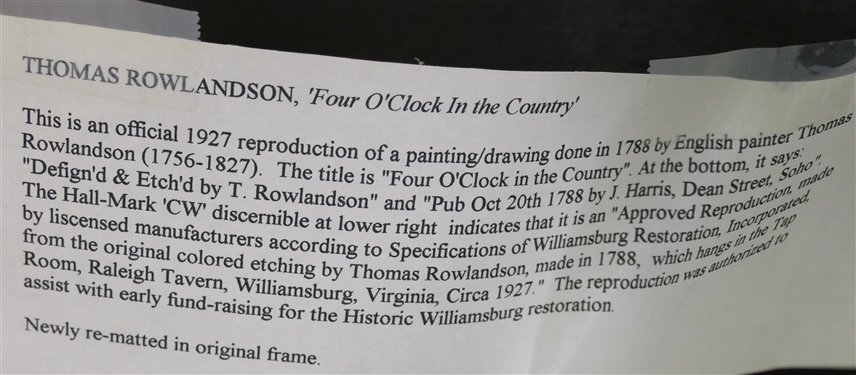 THOMAS ROWLANDSON, 'Four O'Clock In the Country'
This is an official 1927 reproduction of a painting/drawing done in 1788 by English painter Thomas
Rowlandson (1756-1827). The title is "Four O'Clock in the Country". At the bottom, it says:
"Defign'd & Etch'd by T. Rowlandson" and "Pub Oct 20th 1788 by J. Harris, Dean Street, Soho".
The Hall-Mark 'CW' discernible at lower right indicates that it is an "Approved Reproduction, made
by liscensed manufacturers according to Specifications of Williamsburg Restoration, Incorporated,
from the original colored etching by Thomas Rowlandson, made in 1788, which hangs in the Tap
Room, Raleigh Tavern, Williamsburg, Virginia, Circa 1927." The reproduction was authorized to
assist with early fund-raising for the Historic Williamsburg restoration.
Newly re-matted in original frame.